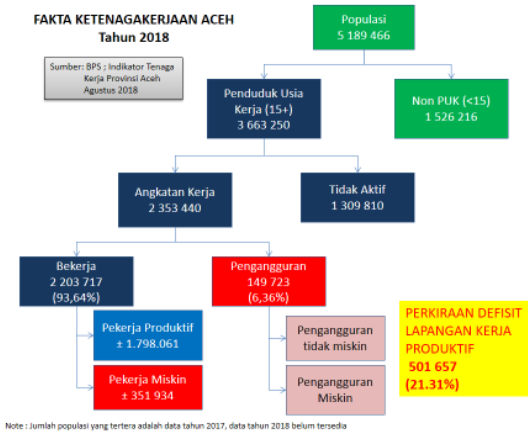 FAKTA KETENAGAKERJAAN ACEH
Tahun 2018
Sumber: BPS ; Indikator Tenaga
Kerja Provinsi Aceh
Agustus 2018
Populasi
5 189 466
Penduduk Usia
Kerja (15+)
3 663 250
Non PUK (<15)
1 526 216
Angkatan Kerja
2 353 440
Tidak Aktif
1 309 810
Bekerja
2 203 717
(93,64%)
Pengangguran
149 723
(6,36%)
Pekerja Produktif
± 1.798.061
Pekerja Miskin
± 351 934
Pengangguran
tidak miskin
Pengangguran
Miskin
PERKIRAAN DEFISIT
LAPANGAN KERJA
PRODUKTIF
501 657
(21.31%)
Note : Jumlah populasi yang tertera adalah data tahun 2017, data tahun 2018 belum tersedia